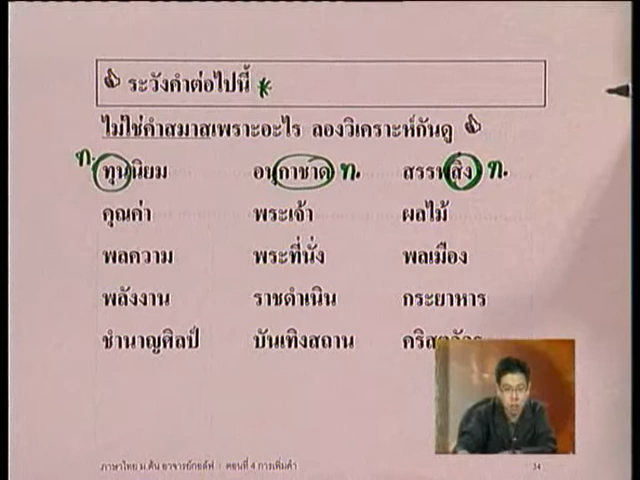 ระวังคำต่อไปนี้ *
ไม่ใช่คำสมาสเพราะอะไร ลองวิเคราะห์กันดู
ท. ทุนนิยม อนุกาชาด ท. สรรพสิ่ง ท.
คุณค่า พระเจ้า ผลไม้
พลความ พระที่นั่ง พลเมือง
พลังงาน ราชดำเนิน กระยาหาร
ชำนาญศิลป์ บันเทิงสถาน
ภาษาไทย ม.ต้น อาจารย์กอล์ฟ : ตอนที่ 4 การเพิ่มคำ 34